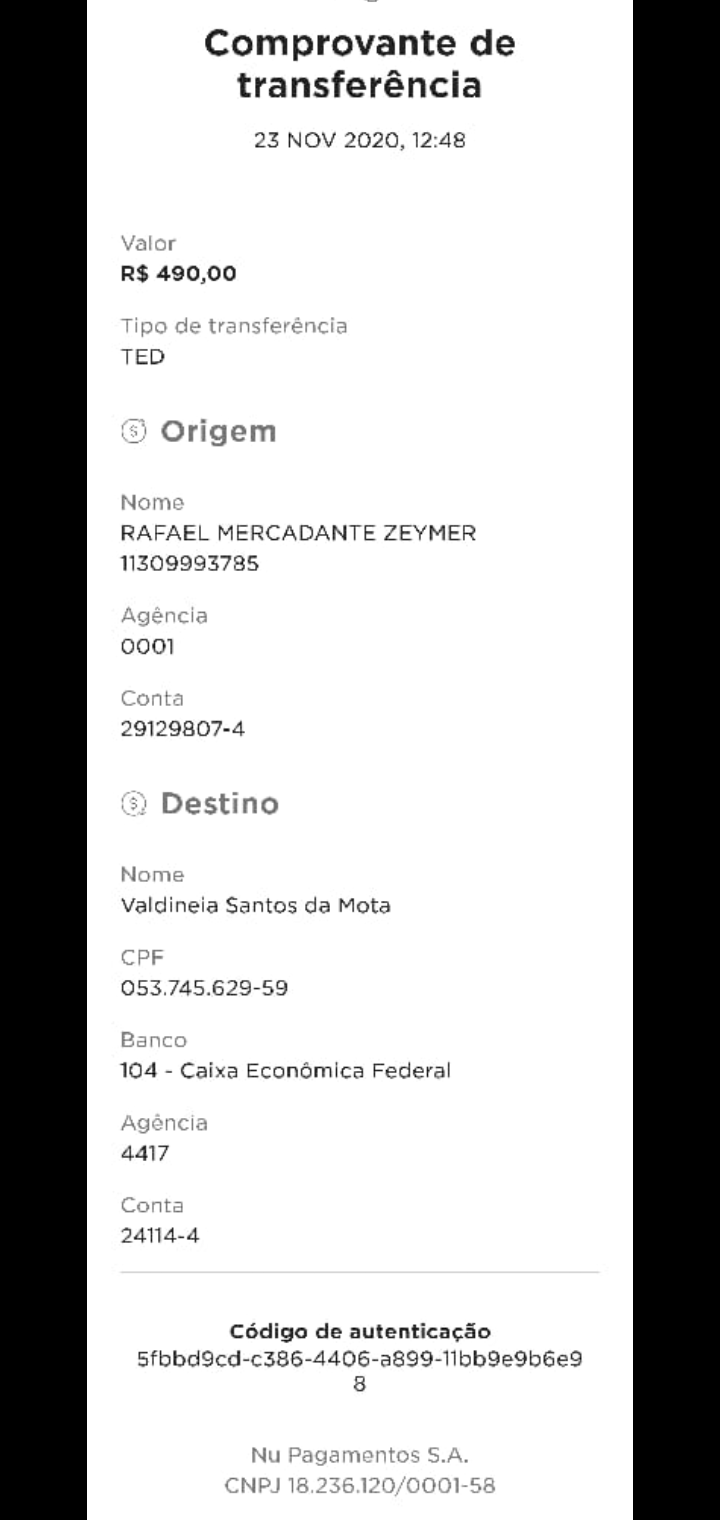 Comprovante de
transferência
23 NOV 2020, 12:48
Valor
R$ 490,00
Tipo de transferência
TED
Origem
Nome
RAFAEL MERCADANTE ZEYMER
11309993785
Agência
0001
Conta
29129807-4
Destino
Nome
Valdineia Santos da Mota
CPF
053.745.629-59
Banco
104 - Caixa Econômica Federal
Agência
4417
Conta
24114-4
Código de autenticação
5fbbd9cd-c386-4406-a899-11bb9e9b6e9
8
Nu Pagamentos S.A.
CNPJ 18.236.120/0001-58